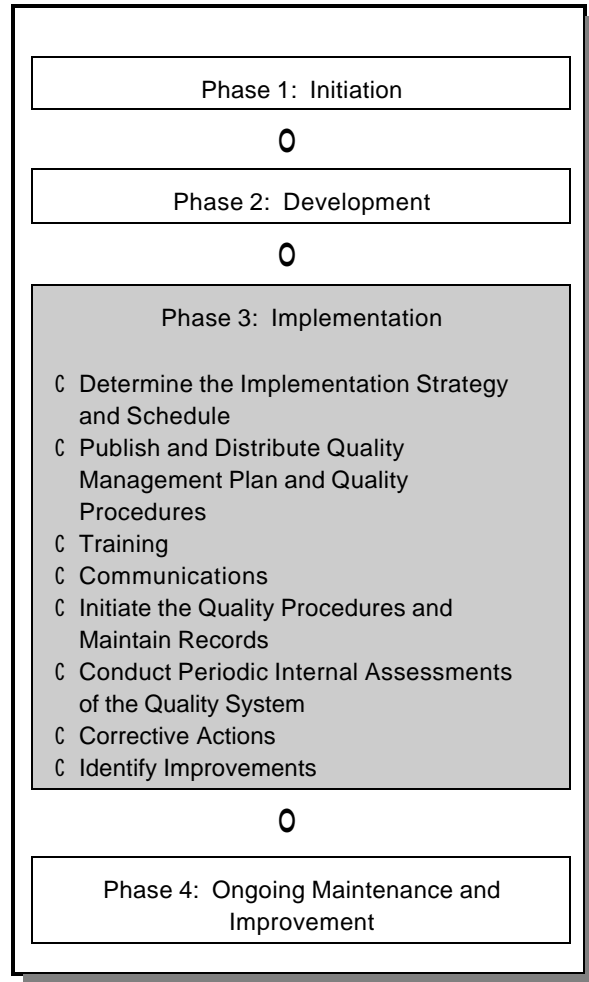 Phase 1: Initiation
o
Phase 2: Development
o
Phase 3: Implementation
C Determine the Implementation Strategy
and Schedule
C Publish and Distribute Quality
Management Plan and Quality
Procedures
C Training
C Communications
C Initiate the Quality Procedures and
Maintain Records
C Conduct Periodic Internal Assessments
of the Quality System
C Corrective Actions
C Identify Improvements
o
Phase 4: Ongoing Maintenance and
Improvement